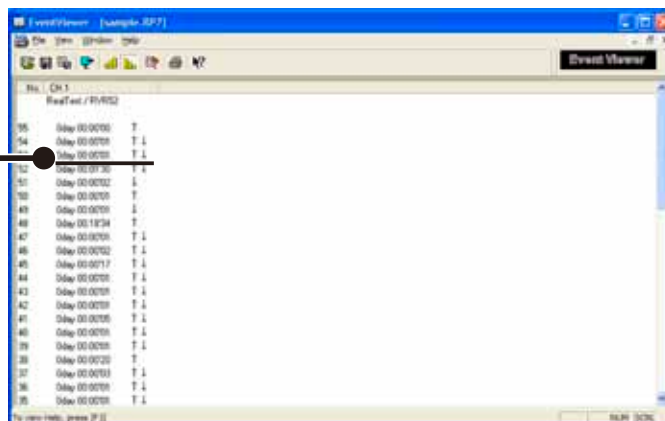 EventViewer - [sample.RP7]
File View Window Help
Event Viewer
No. CH 1
55 0day 00:00'00 ↑
54 0day 00:00'01 ↑ ↓
0day 00:00'01 ↑ ↓
52 ↑ ↓
51 0day 00:00'02 ↓
50 0day 00:00'01 ↑
49 0day 00:00'01 ↓
48 0day 00:18'34 ↑
47 0day 00:00'01 ↑ ↓
46 0day 00:00'02 ↑ ↓
45 0day 00:00'17 ↑ ↓
44 0day 00:00'01 ↑ ↓
43 0day 00:00'01 ↑ ↓
42 0day 00:00'01 ↑ ↓
41 0day 00:00'05 ↑ ↓
40 0day 00:00'01 ↑ ↓
39 0day 00:00'01 ↑ ↓
38 0day 00:00'20 ↑
37 0day 00:00'03 ↑ ↓
36 0day 00:00'01 ↑ ↓
35 0day 00:00'01 ↑ ↓
To view Help, press [F1]
NUM SCRL